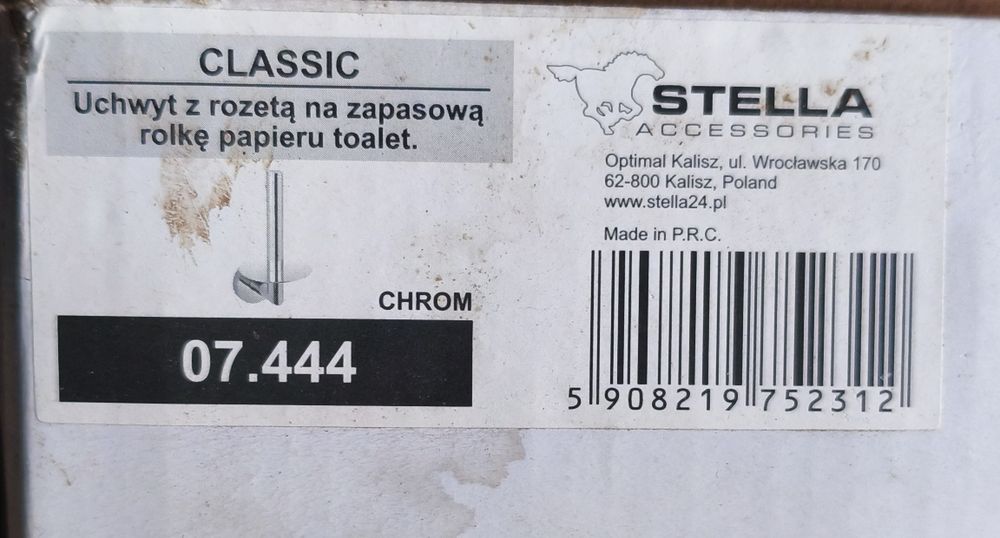 CLASSIC
Uchwyt z rozetą na zapasową
rolkę papieru toalet.
CHROM
07.444
STELLA
ACCESSORIES
Optimal Kalisz, ul. Wrocławska 170
62-800 Kalisz, Poland
www.stella24.pl
Made in P.R.C.
5 908219 752312